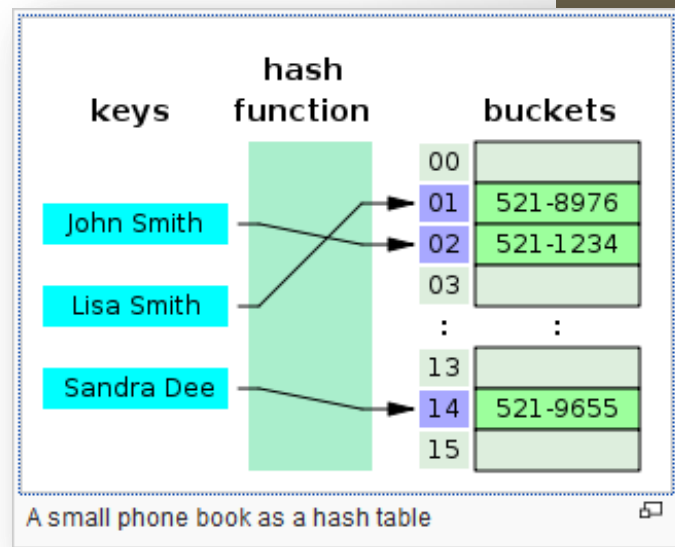 hash
keys function buckets
00
01 521-8976
John Smith 02 521-1234
Lisa Smith 03
: :
13
Sandra Dee 14 521-9655
15
A small phone book as a hash table